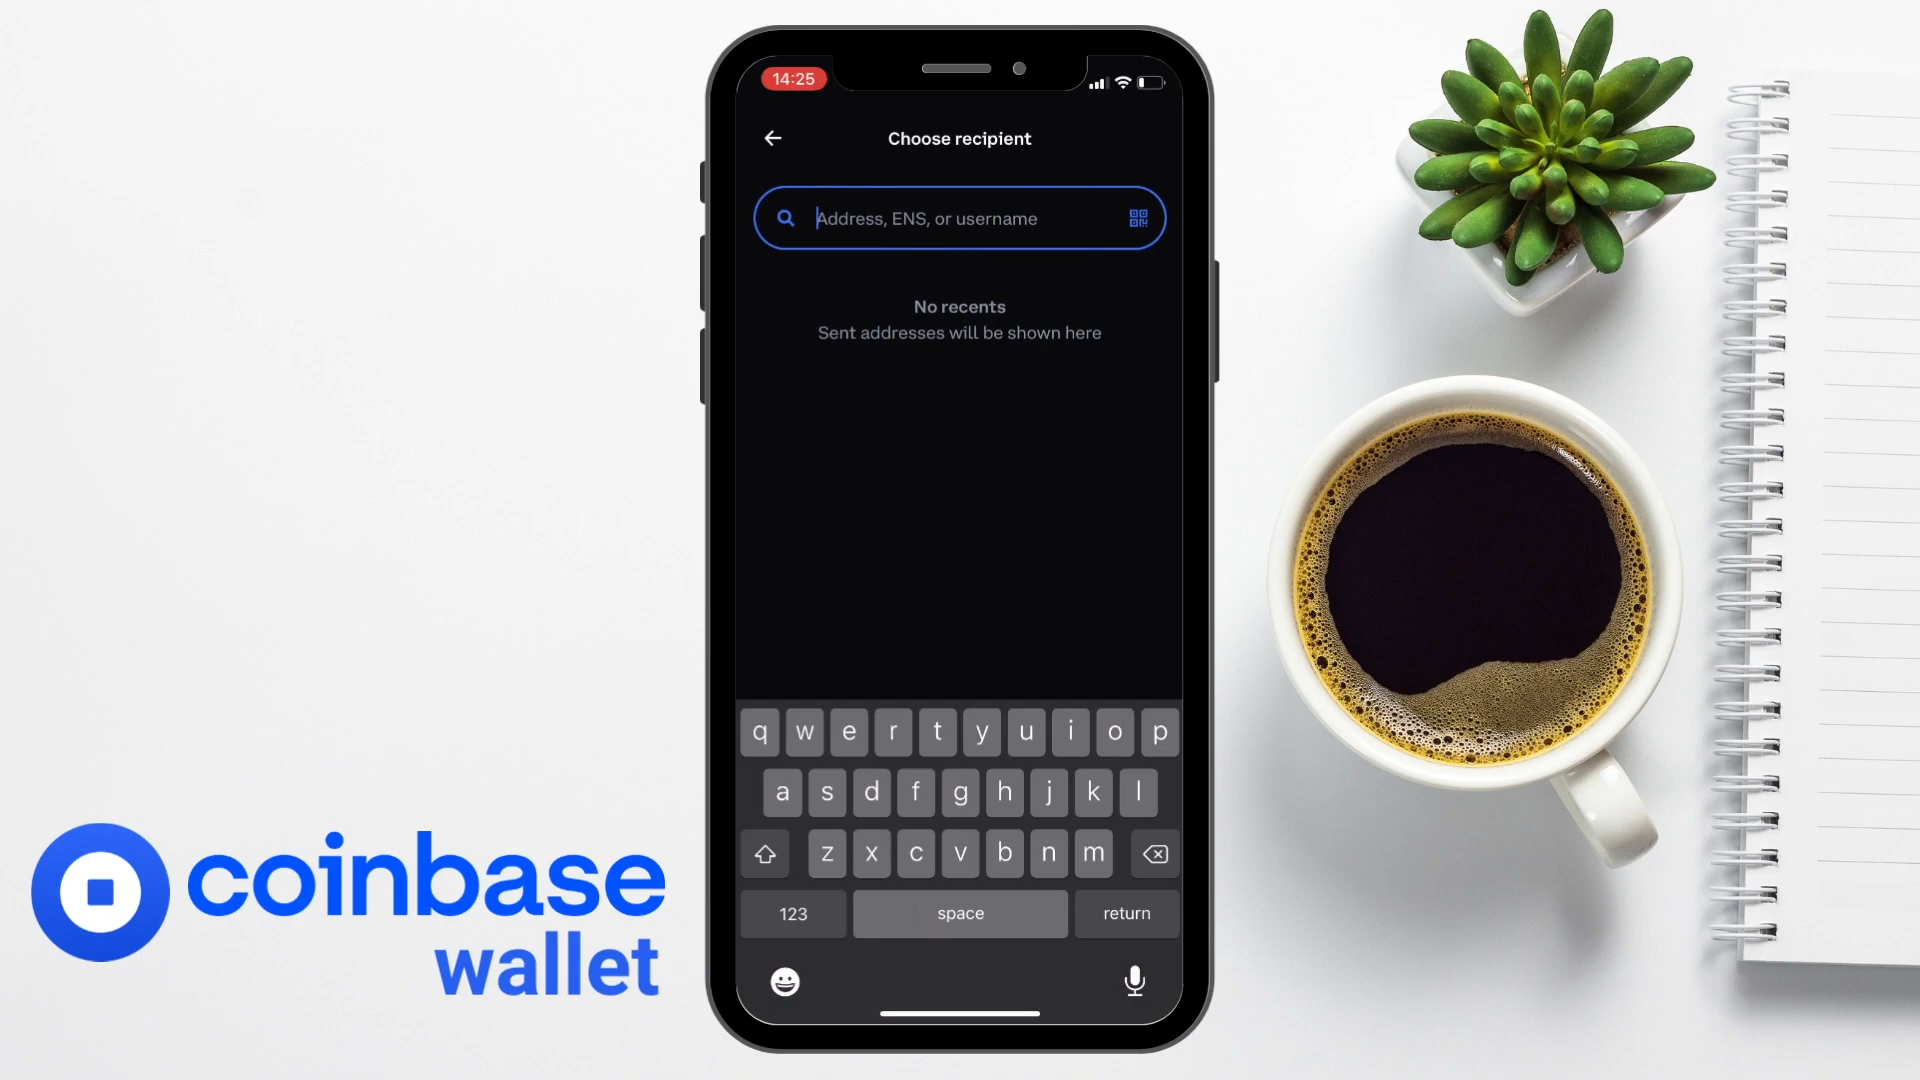 14:25
Choose recipient
Address, ENS, or username
No recents
Sent addresses will be shown here
q w e r t y u i o p
a s d f g h j k l
z x c v b n m
123 space return
coinbase
wallet